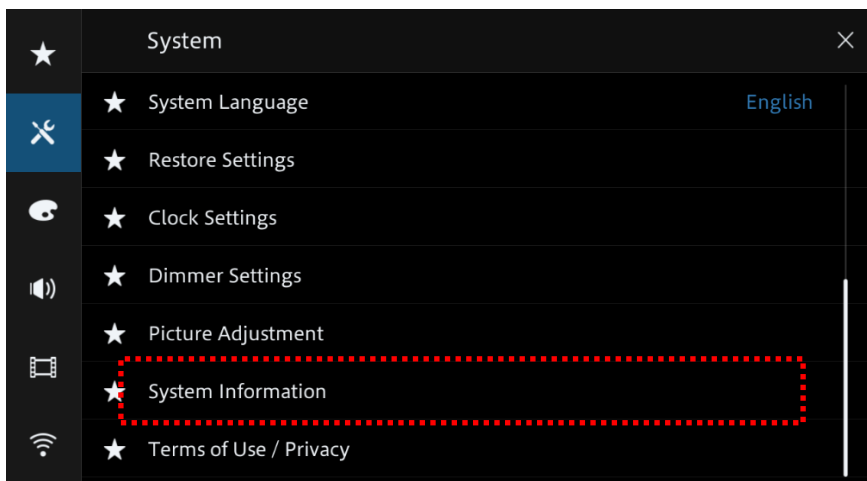 System
System Language English
Restore Settings
Clock Settings
Dimmer Settings
Picture Adjustment
System Information
Terms of Use / Privacy